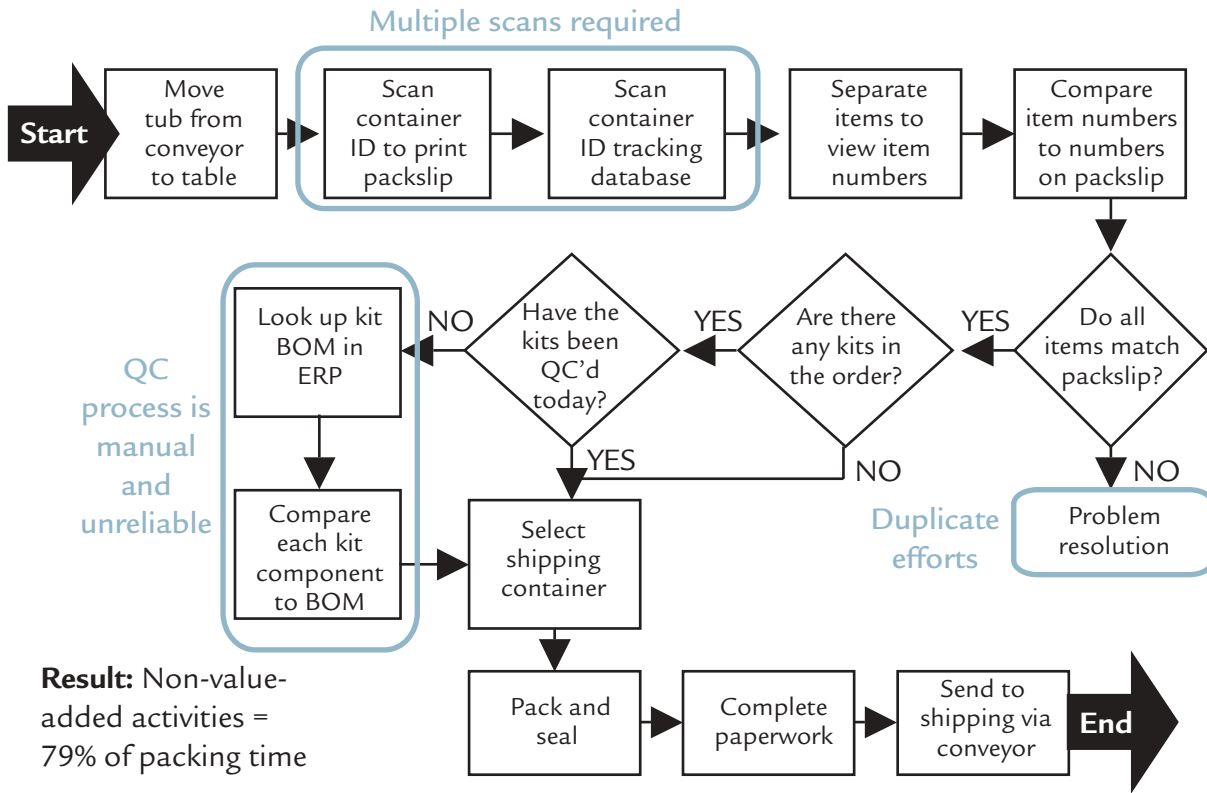 Multiple scans required
Start
Move
tub from
conveyor
to table
Scan
container
ID to print
packslip
Scan
container
ID tracking
database
Separate
items to
view item
numbers
Compare
item numbers
to numbers
on packslip
Do all
items match
packslip?
YES
NO
Are there
any kits in
the order?
YES
NO
Have the
kits been
QC’d
today?
NO
YES
Look up kit
BOM in
ERP
QC
process is
manual
and
unreliable
Compare
each kit
component
to BOM
Select
shipping
container
Duplicate
efforts
Problem
resolution
Result: Non-value-
added activities =
79% of packing time
Pack and
seal
Complete
paperwork
Send to
shipping via
conveyor
End